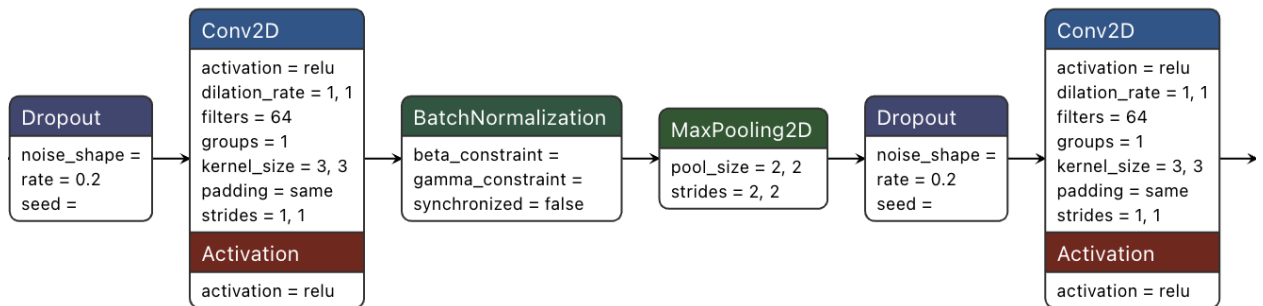 Dropout
noise_shape =
rate = 0.2
seed =
Conv2D
activation = relu
dilation_rate = 1, 1
filters = 64
groups = 1
kernel_size = 3, 3
padding = same
strides = 1, 1
Activation
activation = relu
BatchNormalization
beta_constraint =
gamma_constraint =
synchronized = false
MaxPooling2D
pool_size = 2, 2
strides = 2, 2
Dropout
noise_shape =
rate = 0.2
seed =
Conv2D
activation = relu
dilation_rate = 1, 1
filters = 64
groups = 1
kernel_size = 3, 3
padding = same
strides = 1, 1
Activation
activation = relu